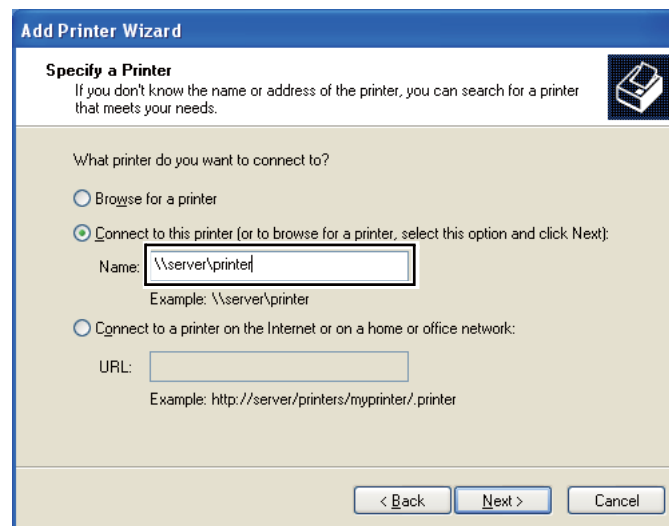 Add Printer Wizard
Specify a Printer
If you don't know the name or address of the printer, you can search for a printer
that meets your needs.
What printer do you want to connect to?
Browse for a printer
Connect to this printer (or to browse for a printer, select this option and click Next):
Name: \\server\printer
Example: \\server\printer
Connect to a printer on the Internet or on a home or office network:
URL:
Example: http://server/printers/myprinter/.printer
< Back Next > Cancel